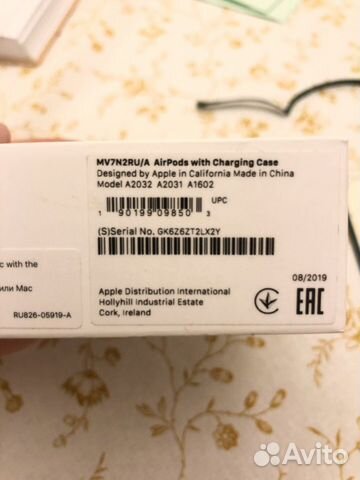 MV7N2RU/A AirPods with Charging Case
Designed by Apple in California Made in China
Model A2032 A2031 A1602
UPC
1 90199 09850 3
(S)Serial No. GK6Z6ZT2LX2Y
c with the
или Mac
RU826-05919-A
Apple Distribution International
Hollyhill Industrial Estate
Cork, Ireland
08/2019
EAC
Avito